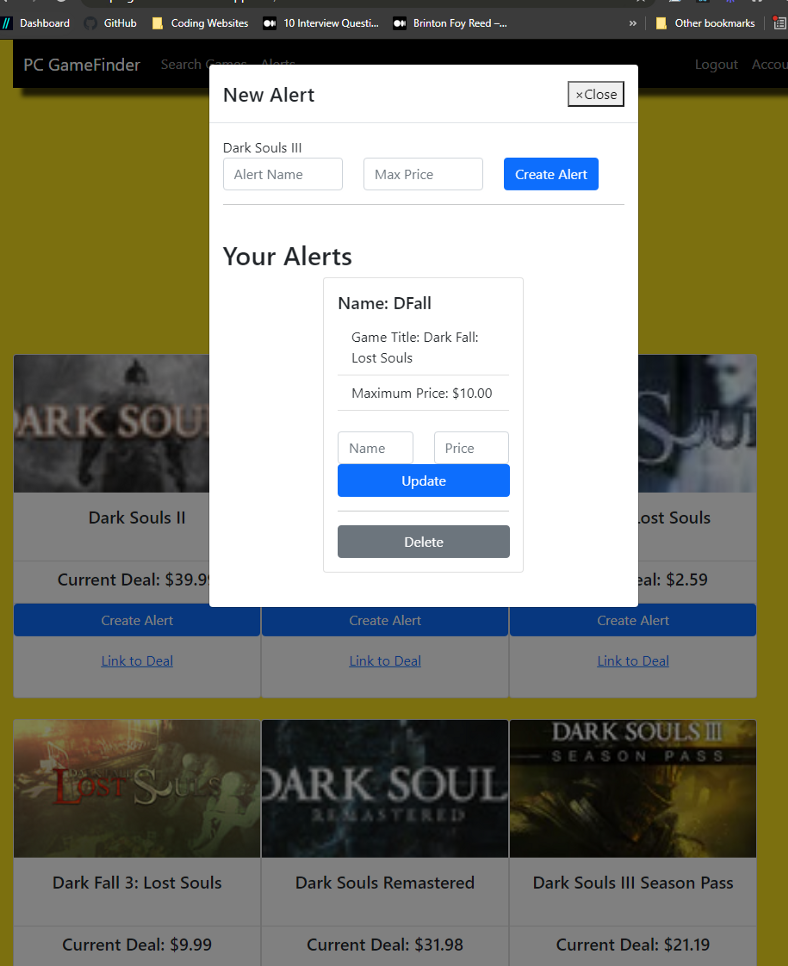 Dashboard GitHub Coding Websites 10 Interview Questi... Brinton Foy Reed –... » Other bookmarks
PC GameFinder Search Games Alerts Logout Accou
New Alert
×Close
Dark Souls III
Alert Name Max Price Create Alert
Your Alerts
Name: DFall
Game Title: Dark Fall:
Lost Souls
Maximum Price: $10.00
Name Price
Update
Delete
ARK SOU
Dark Souls II
Lost Souls
Current Deal: $39.99
eal: $2.59
Create Alert Create Alert Create Alert
Link to Deal Link to Deal Link to Deal
LOST SOULS
DARK SOUL
REMASTERED
DARK SOULS III
SEASON PASS
Dark Fall 3: Lost Souls Dark Souls Remastered Dark Souls III Season Pass
Current Deal: $9.99 Current Deal: $31.98 Current Deal: $21.19